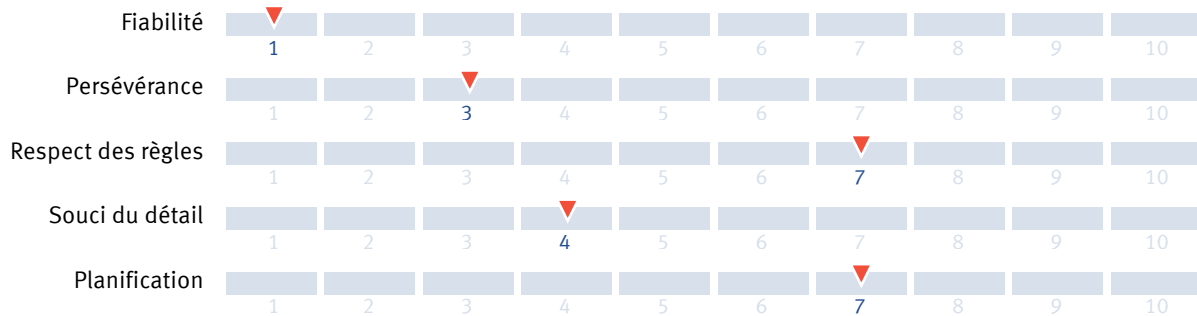 Fiabilité
1 2 3 4 5 6 7 8 9 10
Persévérance
1 2 3 4 5 6 7 8 9 10
Respect des règles
1 2 3 4 5 6 7 8 9 10
Souci du détail
1 2 3 4 5 6 7 8 9 10
Planification
1 2 3 4 5 6 7 8 9 10